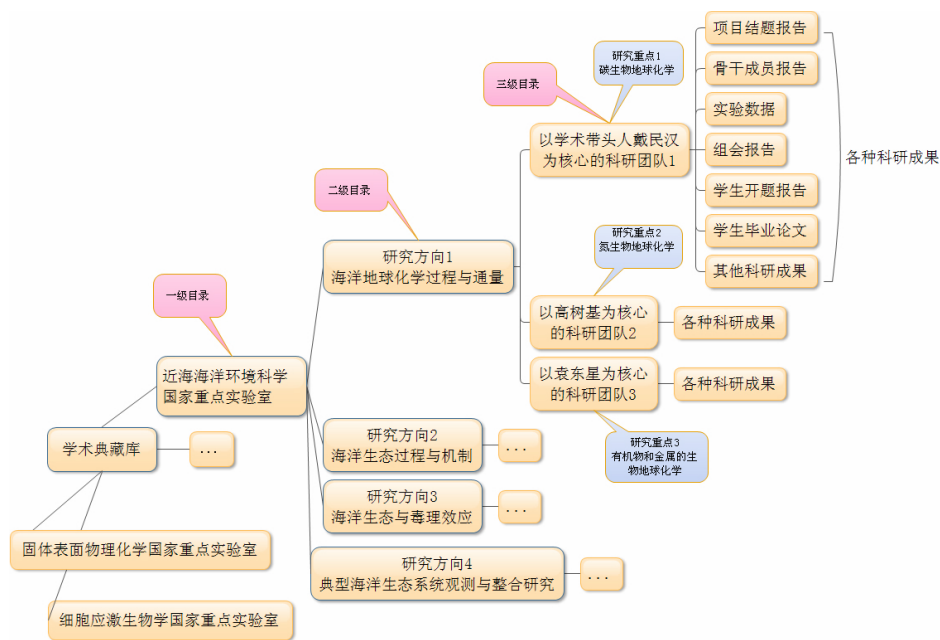 项目结题报告
研究重点1
碳生物地球化学
骨干成员报告
三级目录
实验数据
以学术带头人戴民汉
为核心的科研团队1
组会报告
各种科研成果
二级目录
学生开题报告
研究重点2
氮生物地球化学
学生毕业论文
研究方向1
海洋地球化学过程与通量
其他科研成果
一级目录
以高树基为核心
的科研团队2
各种科研成果
近海海洋环境科学
国家重点实验室
以袁东星为核心
的科研团队3
各种科研成果
学术典藏库
...
研究方向2
海洋生态过程与机制
...
研究重点3
有机物和金属的生
物地球化学
研究方向3
海洋生态与毒理效应
...
固体表面物理化学国家重点实验室
研究方向4
典型海洋生态系统观测与整合研究
...
细胞应激生物学国家重点实验室